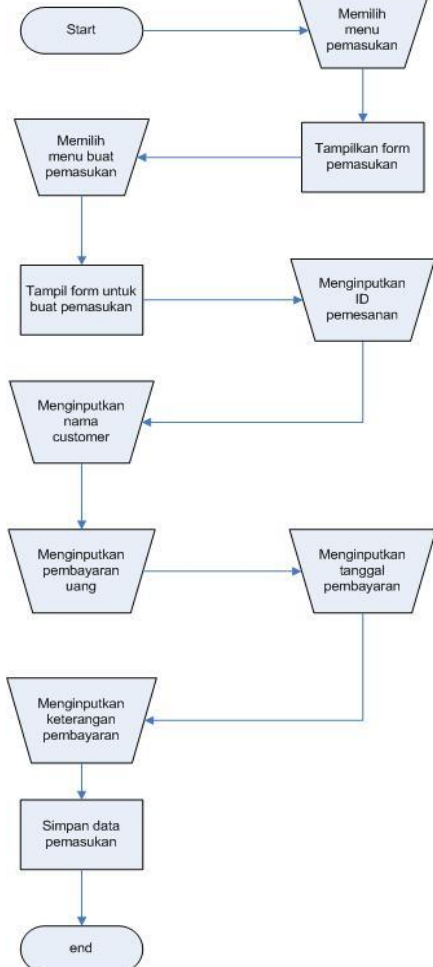 Start
Memilih
menu
pemasukan
Tampilkan form
pemasukan
Memilih
menu buat
pemasukan
Tampil form untuk
buat pemasukan
Menginputkan
ID
pemesanan
Menginputkan
nama
customer
Menginputkan
pembayaran
uang
Menginputkan
tanggal
pembayaran
Menginputkan
keterangan
pembayaran
Simpan data
pemasukan
end